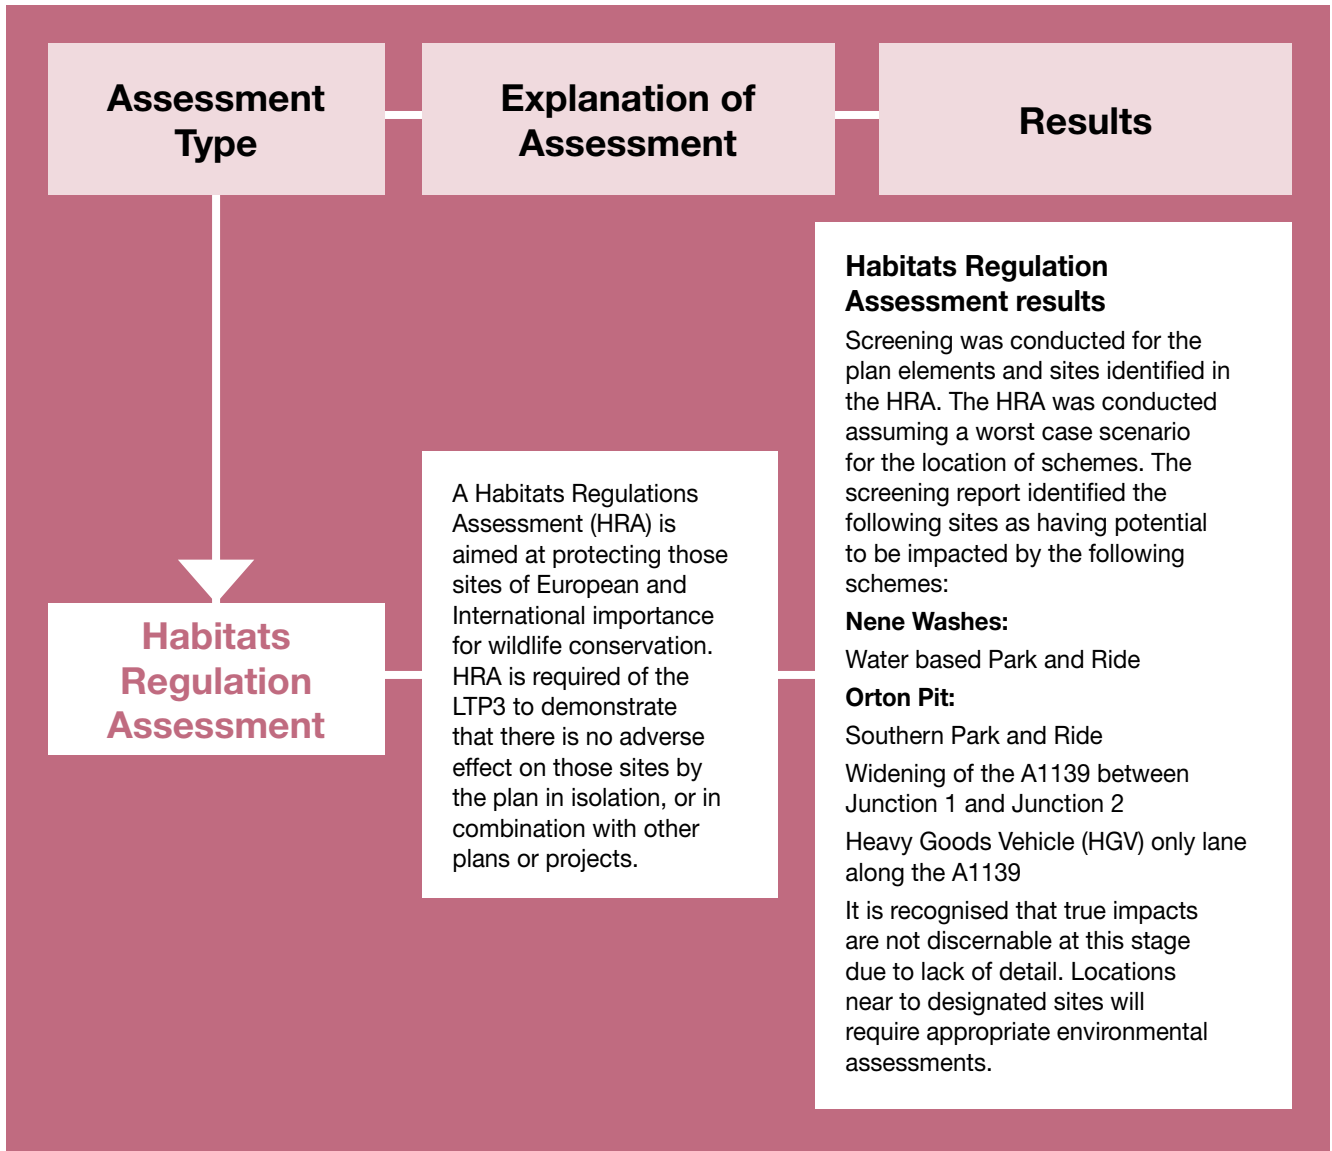 Assessment
Type
Explanation of
Assessment
Results
Habitats
Regulation
Assessment
A Habitats Regulations
Assessment (HRA) is
aimed at protecting those
sites of European and
International importance
for wildlife conservation.
HRA is required of the
LTP3 to demonstrate
that there is no adverse
effect on those sites by
the plan in isolation, or in
combination with other
plans or projects.
Habitats Regulation
Assessment results
Screening was conducted for the
plan elements and sites identified in
the HRA. The HRA was conducted
assuming a worst case scenario
for the location of schemes. The
screening report identified the
following sites as having potential
to be impacted by the following
schemes:
Nene Washes:
Water based Park and Ride
Orton Pit:
Southern Park and Ride
Widening of the A1139 between
Junction 1 and Junction 2
Heavy Goods Vehicle (HGV) only lane
along the A1139
It is recognised that true impacts
are not discernable at this stage
due to lack of detail. Locations
near to designated sites will
require appropriate environmental
assessments.